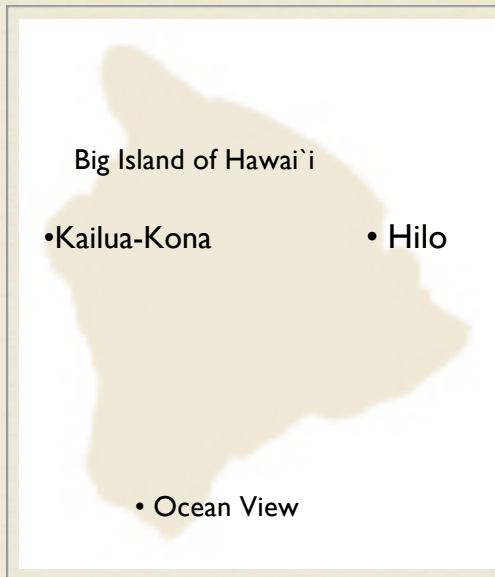 Big Island of Hawai`i
•Kailua-Kona
• Hilo
• Ocean View